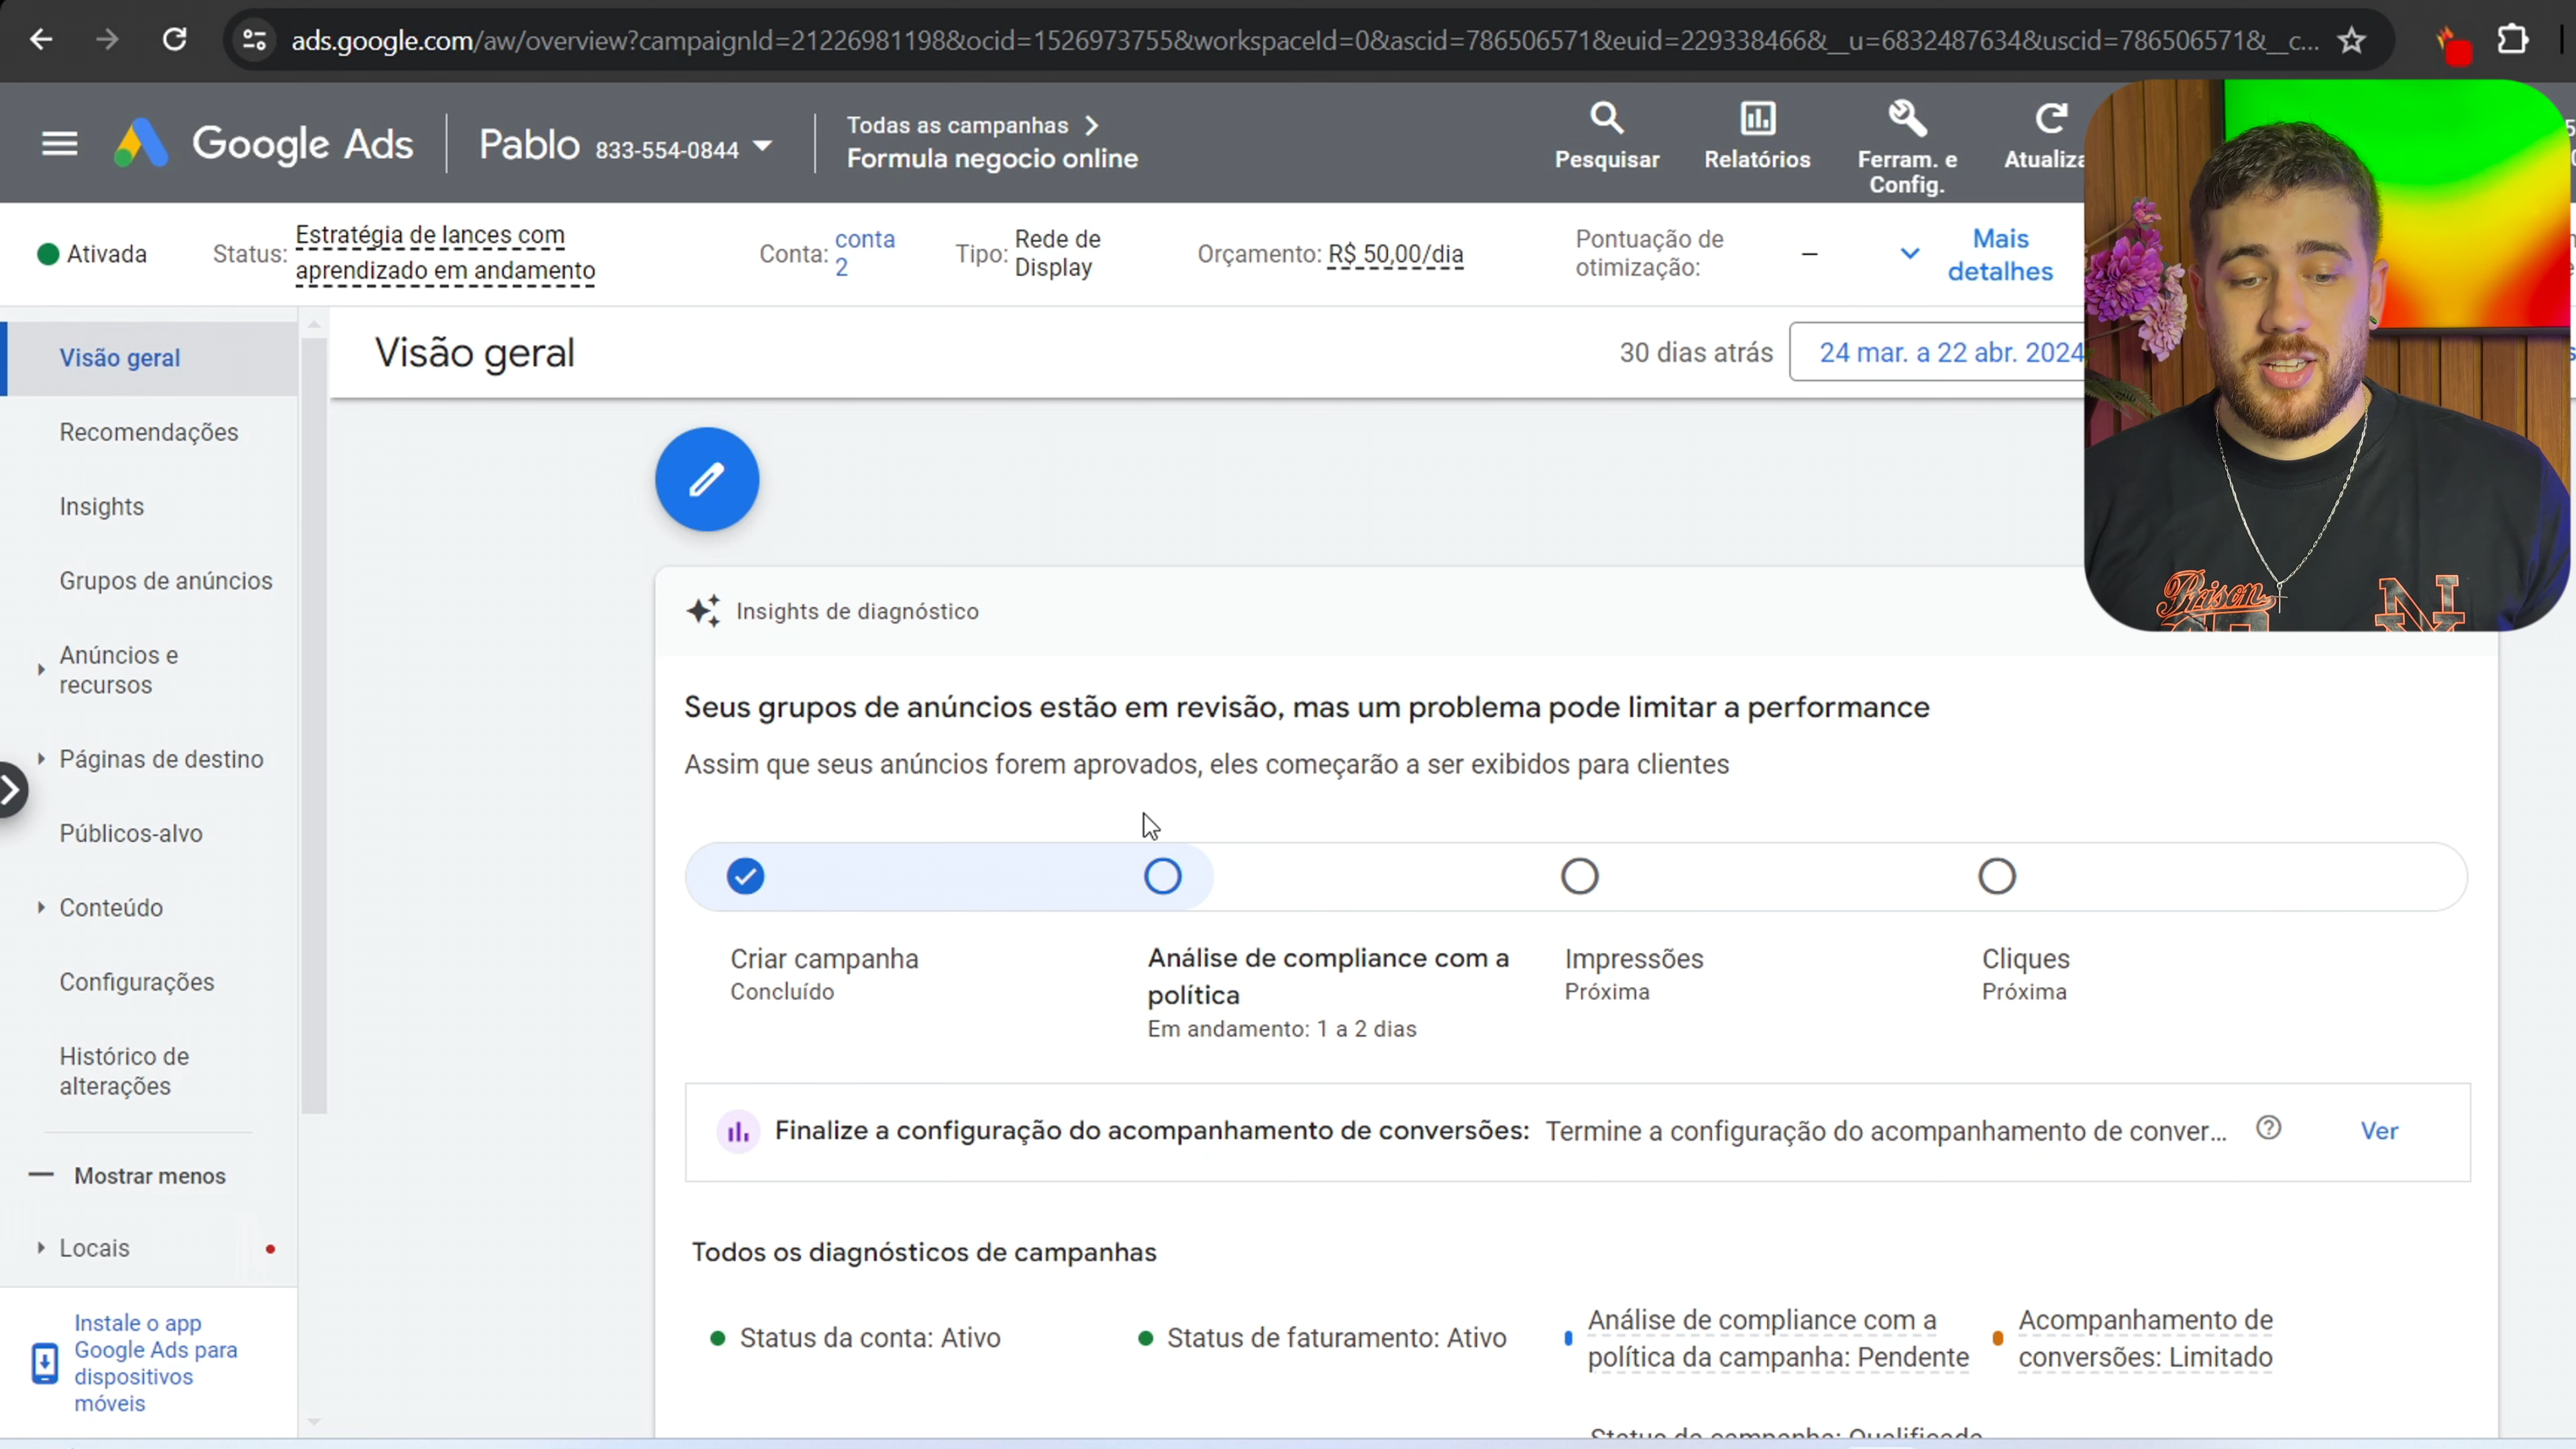 ads.google.com/aw/overview?campaignId=21226981198&ocid=1526973755&workspaceId=0&ascid=786506571&euid=229338466&__u=6832487634&uscid=786506571&__c...
Google Ads
Pablo 833-554-0844
Todas as campanhas
Formula negocio online
Pesquisar
Relatórios
Ferram. e
Config.
Atualiza
Ativada
Status: Estratégia de lances com
aprendizado em andamento
Conta: conta
2
Tipo: Rede de
Display
Orçamento: R$ 50,00/dia
Pontuação de
otimização: –
Mais
detalhes
Visão geral
Recomendações
Insights
Grupos de anúncios
Anúncios e
recursos
Páginas de destino
Públicos-alvo
Conteúdo
Configurações
Histórico de
alterações
Mostrar menos
Locais
Instale o app
Google Ads para
dispositivos
móveis
Visão geral
30 dias atrás
24 mar. a 22 abr. 2024
Prison
N
Insights de diagnóstico
Seus grupos de anúncios estão em revisão, mas um problema pode limitar a performance
Assim que seus anúncios forem aprovados, eles começarão a ser exibidos para clientes
Criar campanha
Concluído
Análise de compliance com a
política
Em andamento: 1 a 2 dias
Impressões
Próxima
Cliques
Próxima
Finalize a configuração do acompanhamento de conversões: Termine a configuração do acompanhamento de conver...
Ver
Todos os diagnósticos de campanhas
Status da conta: Ativo
Status de faturamento: Ativo
Análise de compliance com a
política da campanha: Pendente
Acompanhamento de
conversões: Limitado
Status da campanha: Qualificada